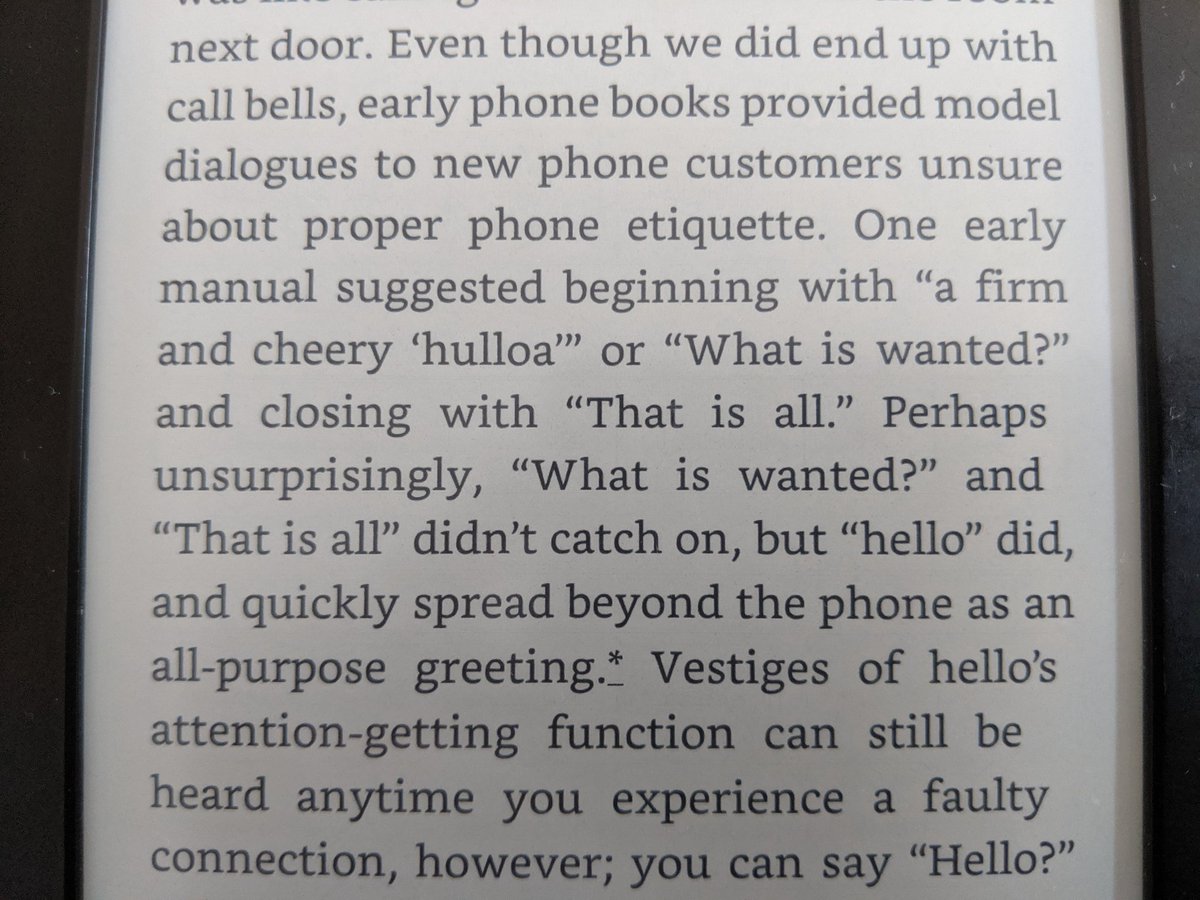 next door. Even though we did end up with
call bells, early phone books provided model
dialogues to new phone customers unsure
about proper phone etiquette. One early
manual suggested beginning with “a firm
and cheery ‘hulloa’” or “What is wanted?”
and closing with “That is all.” Perhaps
unsurprisingly, “What is wanted?” and
“That is all” didn’t catch on, but “hello” did,
and quickly spread beyond the phone as an
all-purpose greeting.* Vestiges of hello’s
attention-getting function can still be
heard anytime you experience a faulty
connection, however; you can say “Hello?”